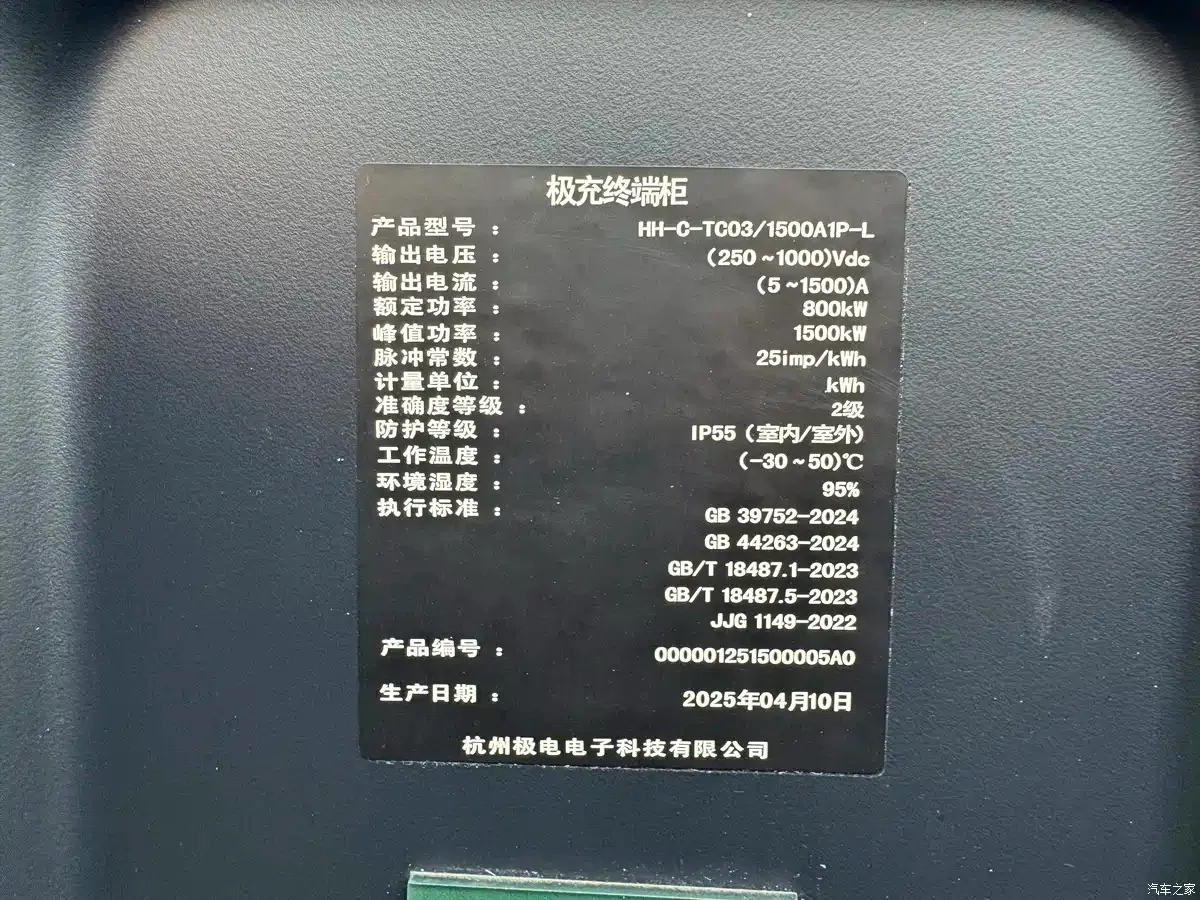 极充终端柜
产品型号： HH-C-TC03/1500A1P-L
输出电压： (250~1000)Vdc
输出电流： (5~1500)A
额定功率： 800kW
峰值功率： 1500kW
脉冲常数： 25imp/kWh
计量单位： kWh
准确度等级： 2级
防护等级： IP55（室内/室外）
工作温度： (-30~50)℃
环境湿度： 95%
执行标准： GB 39752-2024
GB 44263-2024
GB/T 18487.1-2023
GB/T 18487.5-2023
JJG 1149-2022
产品编号： 000001251500005A0
生产日期： 2025年04月10日
杭州极电电子科技有限公司
汽车之家